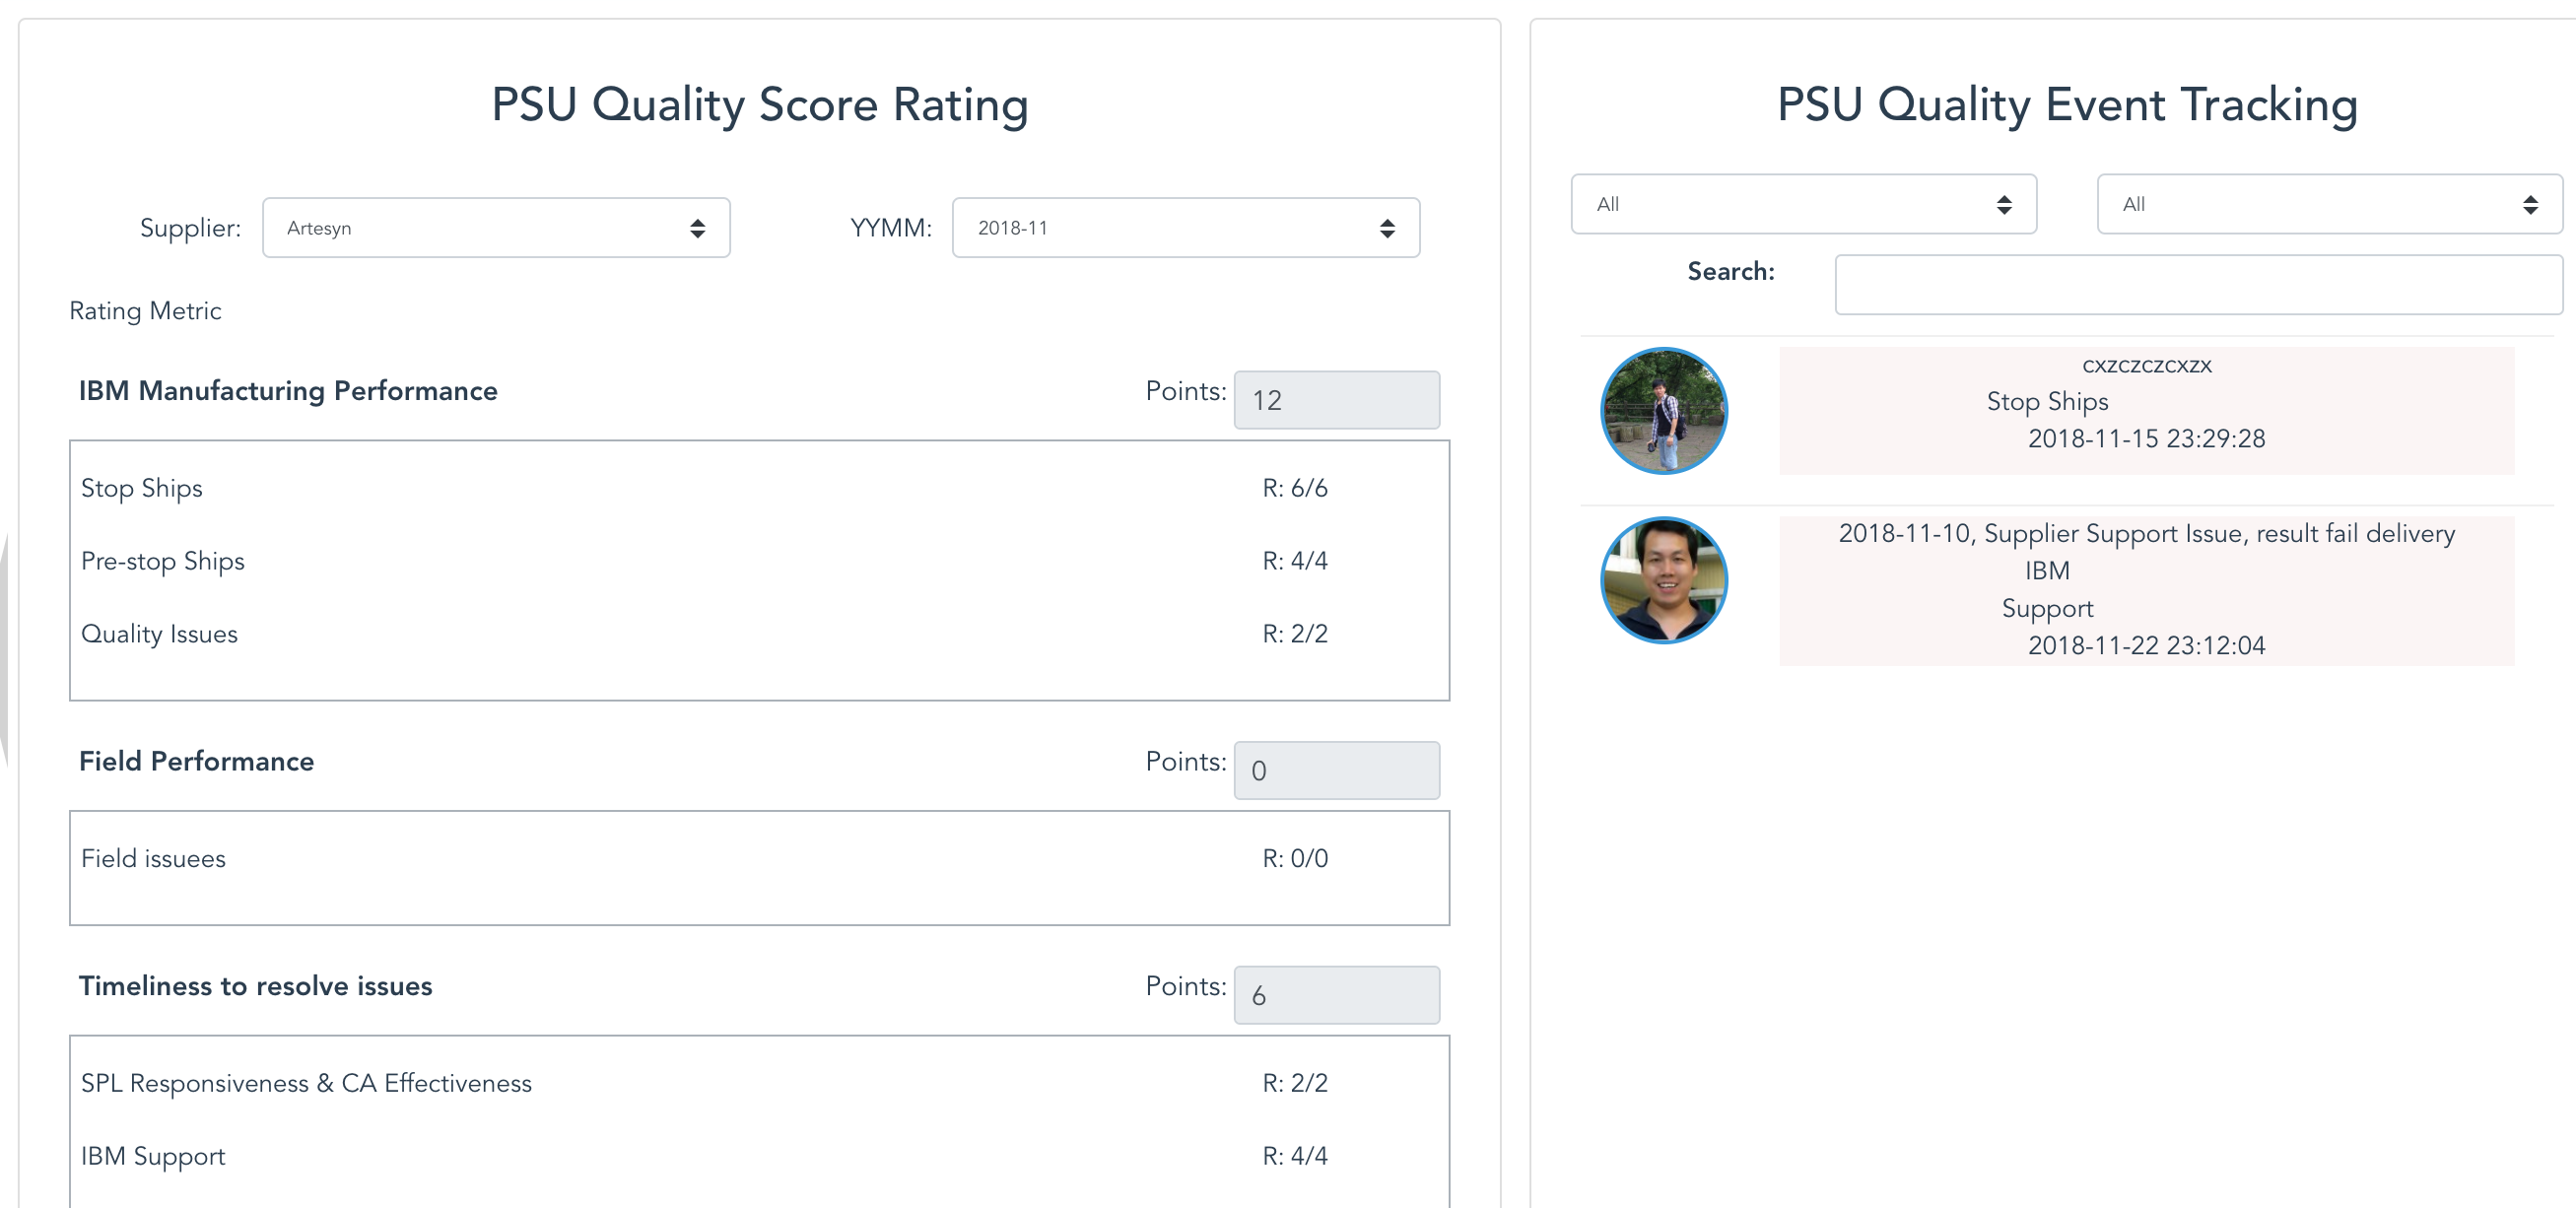 PSU Quality Score Rating
Supplier: Artesyn YYMM: 2018-11
Rating Metric
IBM Manufacturing Performance Points: 12
Stop Ships R: 6/6
Pre-stop Ships R: 4/4
Quality Issues R: 2/2
Field Performance Points: 0
Field issuees R: 0/0
Timeliness to resolve issues Points: 6
SPL Responsiveness & CA Effectiveness R: 2/2
IBM Support R: 4/4
PSU Quality Event Tracking
All All
Search:
cxzczczcxzx
Stop Ships
2018-11-15 23:29:28
2018-11-10, Supplier Support Issue, result fail delivery
IBM
Support
2018-11-22 23:12:04